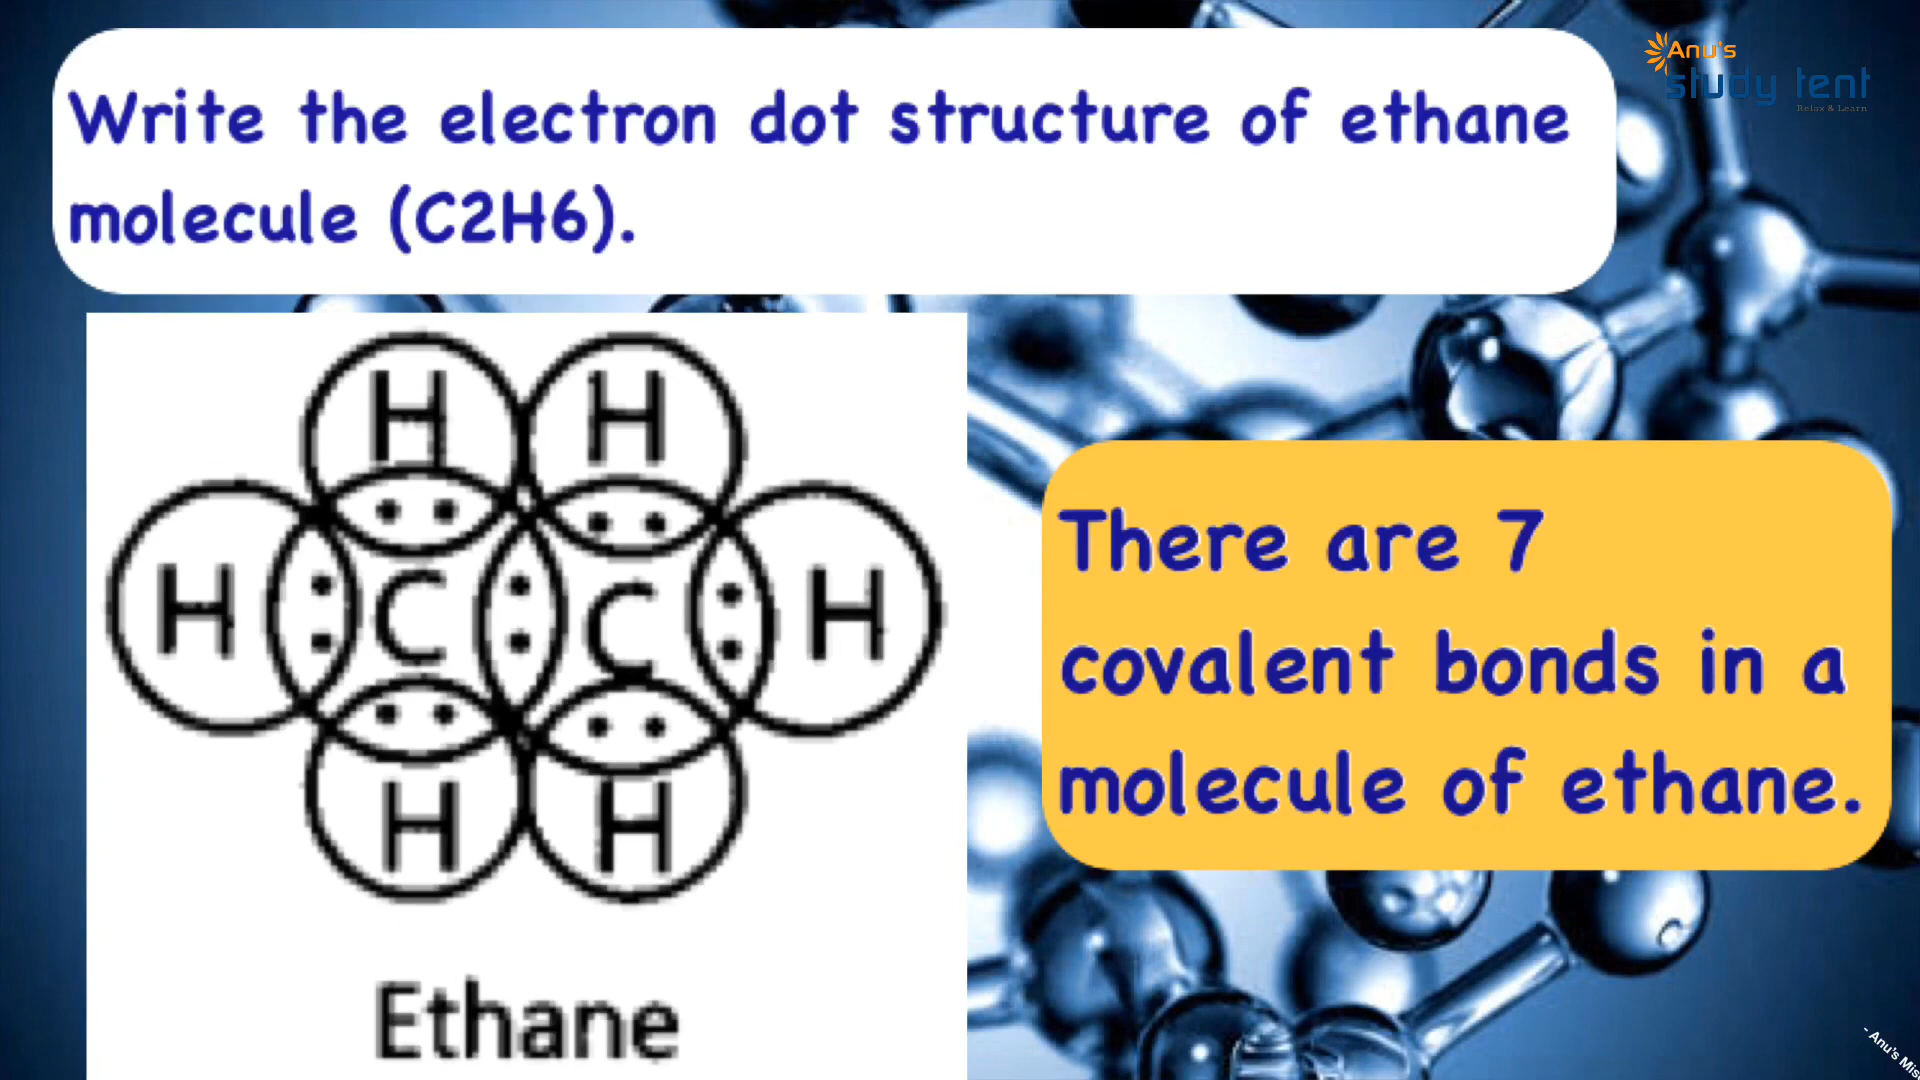 Anu's
study tent
Relax & Learn
Write the electron dot structure of ethane
molecule (C2H6).
H H
H C C H
H H
Ethane
There are 7
covalent bonds in a
molecule of ethane.
- Anu's